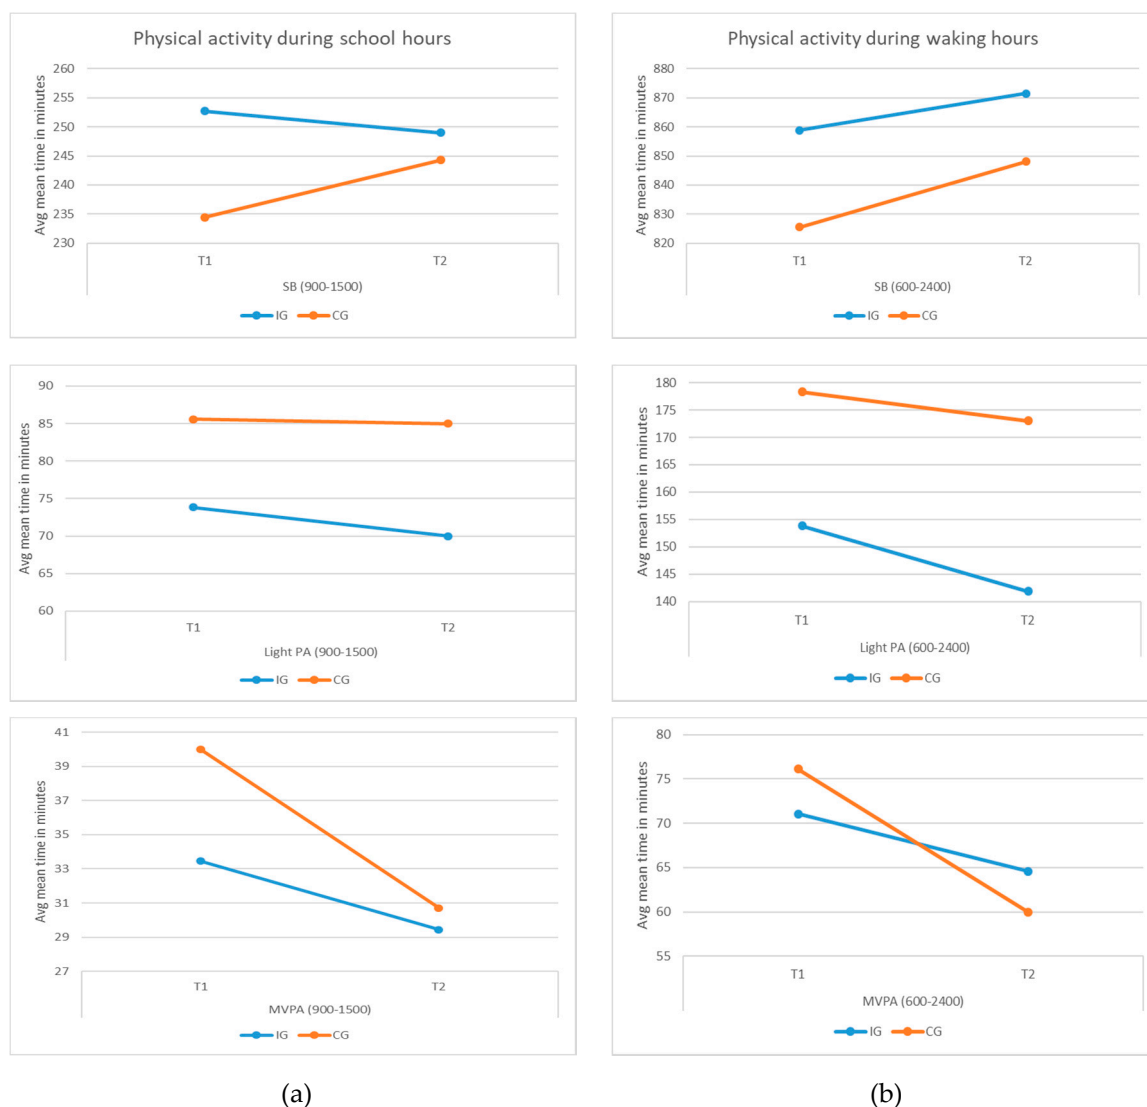 Physical activity during school hours
Avg mean time in minutes
260
255
250
245
240
235
230
T1 T2
SB (900-1500)
IG CG
Physical activity during waking hours
Avg mean time in minutes
880
870
860
850
840
830
820
T1 T2
SB (600-2400)
IG CG
Avg mean time in minutes
90
85
80
75
70
65
60
T1 T2
Light PA (900-1500)
IG CG
Avg mean time in minutes
180
175
170
165
160
155
150
145
140
T1 T2
Light PA (600-2400)
IG CG
Avg mean time in minutes
41
39
37
35
33
31
29
27
T1 T2
MVPA (900-1500)
IG CG
Avg mean time in minutes
80
75
70
65
60
55
T1 T2
MVPA (600-2400)
IG CG
(a) (b)